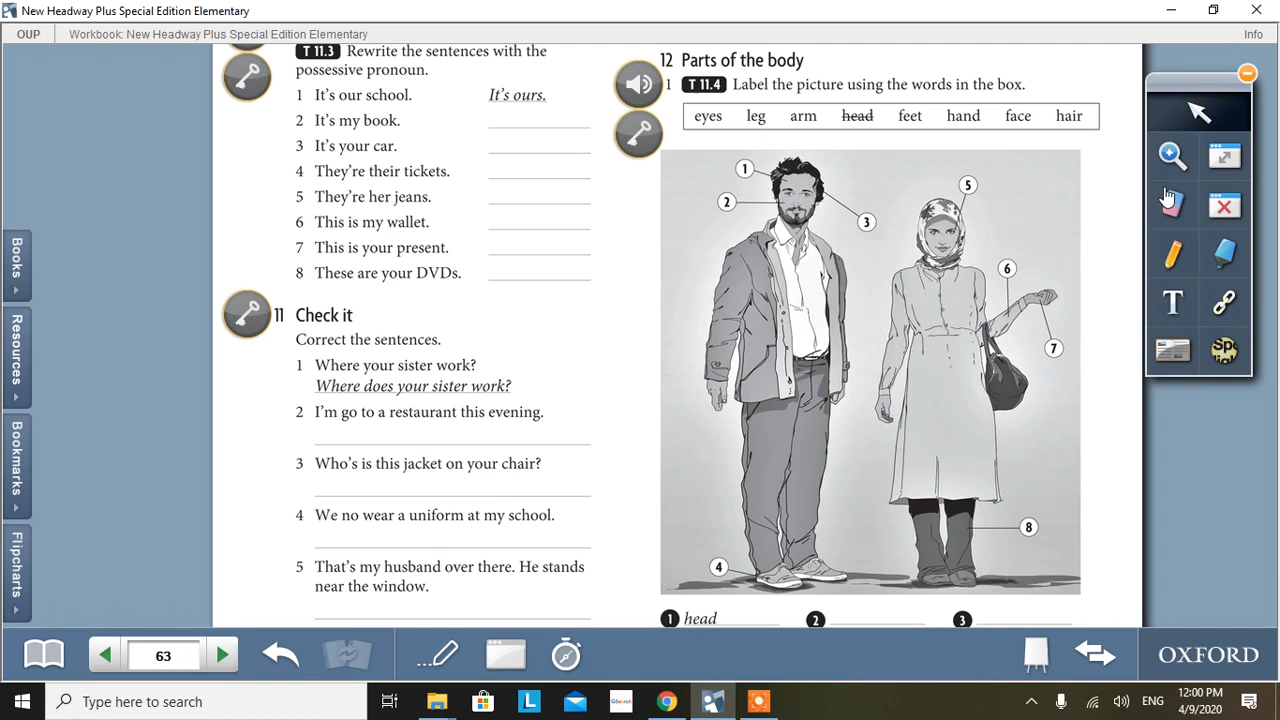 New Headway Plus Special Edition Elementary
OUP
Workbook: New Headway Plus Special Edition Elementary
Info
T 11.3 Rewrite the sentences with the
possessive pronoun.
1 It's our school. It's ours.
2 It's my book.
3 It's your car.
4 They're their tickets.
5 They're her jeans.
6 This is my wallet.
7 This is your present.
8 These are your DVDs.
11 Check it
Correct the sentences.
1 Where your sister work?
Where does your sister work?
2 I'm go to a restaurant this evening.
3 Who's is this jacket on your chair?
4 We no wear a uniform at my school.
5 That's my husband over there. He stands
near the window.
12 Parts of the body
1 T 11.4 Label the picture using the words in the box.
eyes leg arm head feet hand face hair
1
2
3
5
6
7
8
4
1 head 2 3
Books
Resources
Bookmarks
Flipcharts
T
Spo
63
OXFORD
Type here to search
L
GSearch
ENG
12:00 PM
4/9/2020